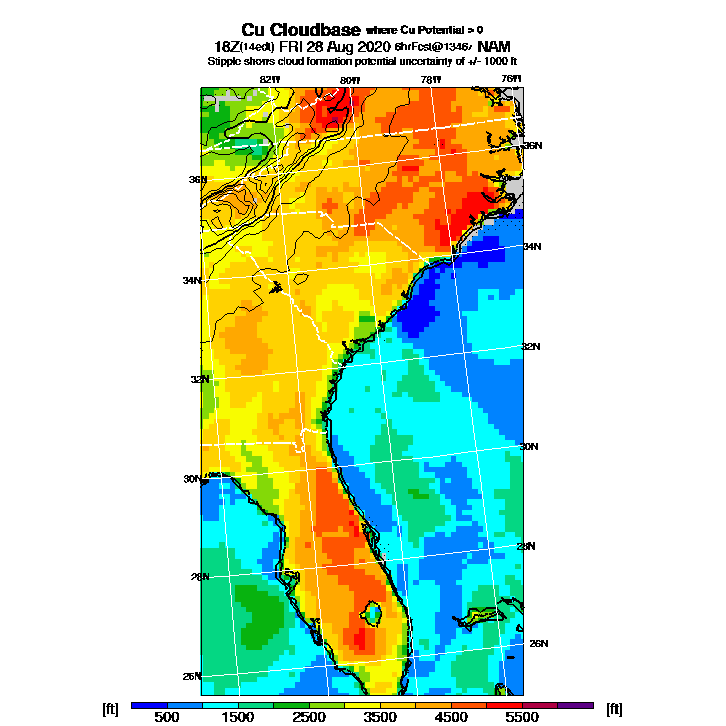 Cu Cloudbase where Cu Potential > 0
18Z(14edt) FRI 28 Aug 2020 6hrFcst@1346z NAM
Stipple shows cloud formation potential uncertainty of +/- 1000 ft
82W 80W 78W 76W
36N
36N
34N
34N
32N
32N
30N
30N
28N
28N
26N
26N
[ft] 500 1500 2500 3500 4500 5500 [ft]